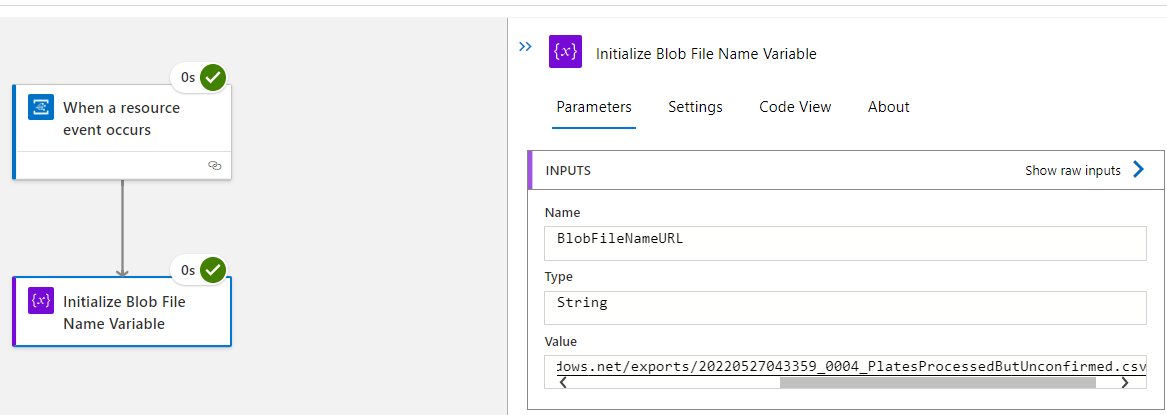 0s
When a resource
event occurs
0s
{x}
Initialize Blob File
Name Variable
{x}
Initialize Blob File Name Variable
Parameters
Settings
Code View
About
INPUTS
Show raw inputs
Name
BlobFileNameURL
Type
String
Value
dows.net/exports/20220527043359_0004_PlatesProcessedButUnconfirmed.csv